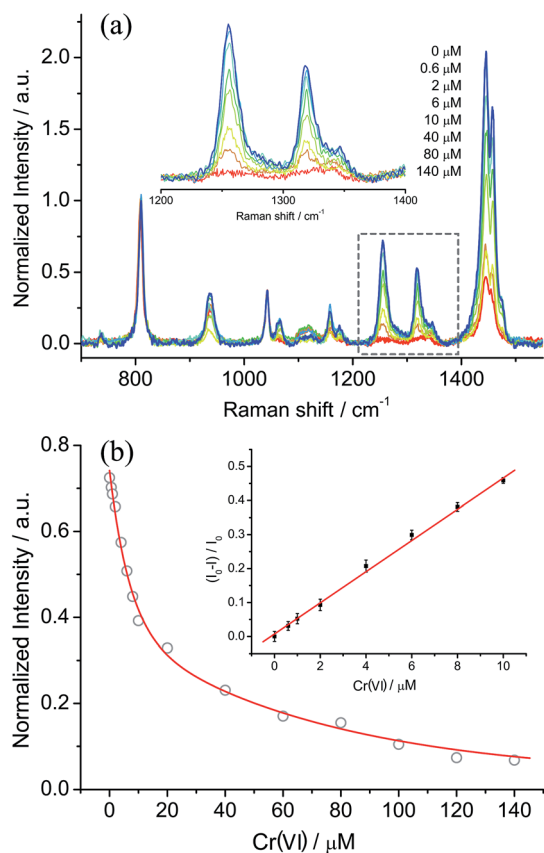 (a)
Normalized Intensity / a.u.
2.0
1.5
1.0
0.5
0.0
800
1000
1200
1400
Raman shift / cm⁻¹
1200
1300
1400
Raman shift / cm⁻¹
0 µM
0.6 µM
2 µM
6 µM
10 µM
40 µM
80 µM
140 µM
(b)
Normalized Intensity / a.u.
0.8
0.6
0.4
0.2
0.0
0
20
40
60
80
100
120
140
Cr(VI) / µM
(I₀-I) / I₀
0.5
0.4
0.3
0.2
0.1
0.0
0
2
4
6
8
10
Cr(VI) / µM